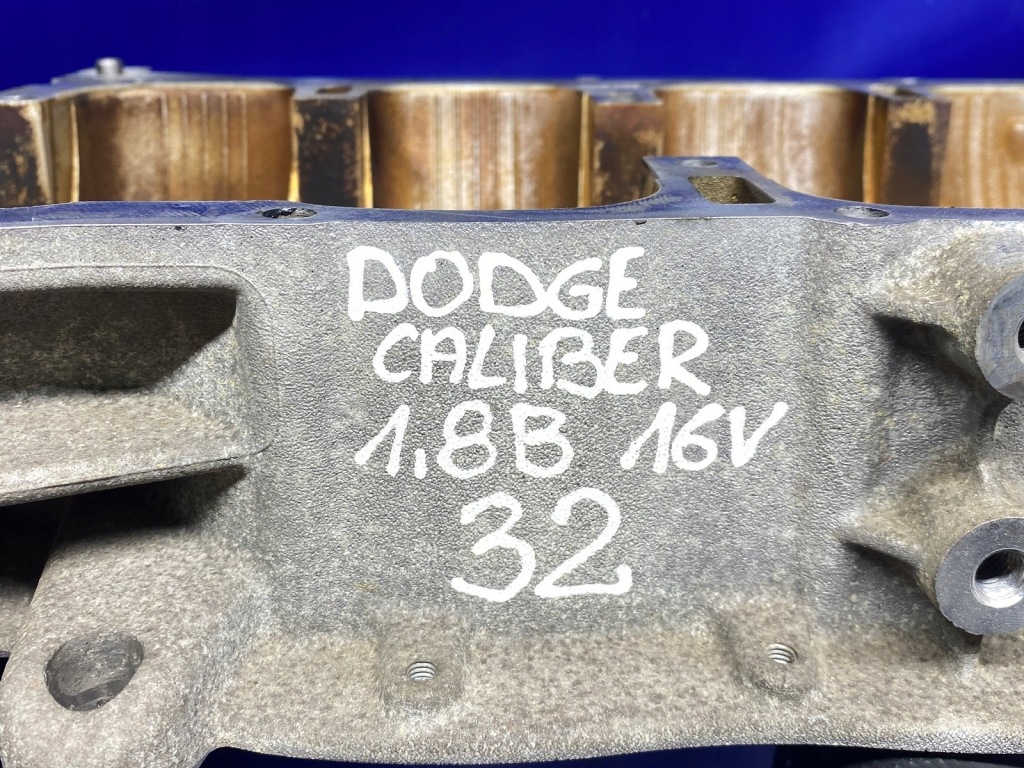 DODGE
CALIBER
1,8B 16V
32